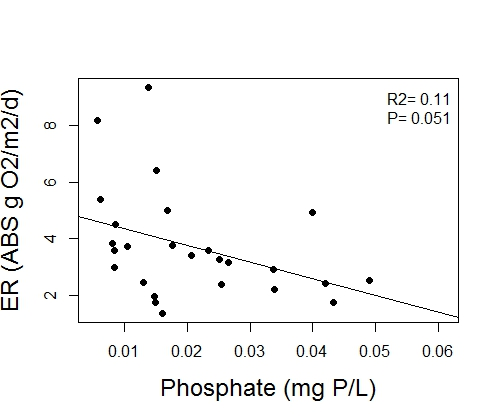 R2= 0.11
P= 0.051
ER (ABS g O2/m2/d)
8
6
4
2
0.01 0.02 0.03 0.04 0.05 0.06
Phosphate (mg P/L)